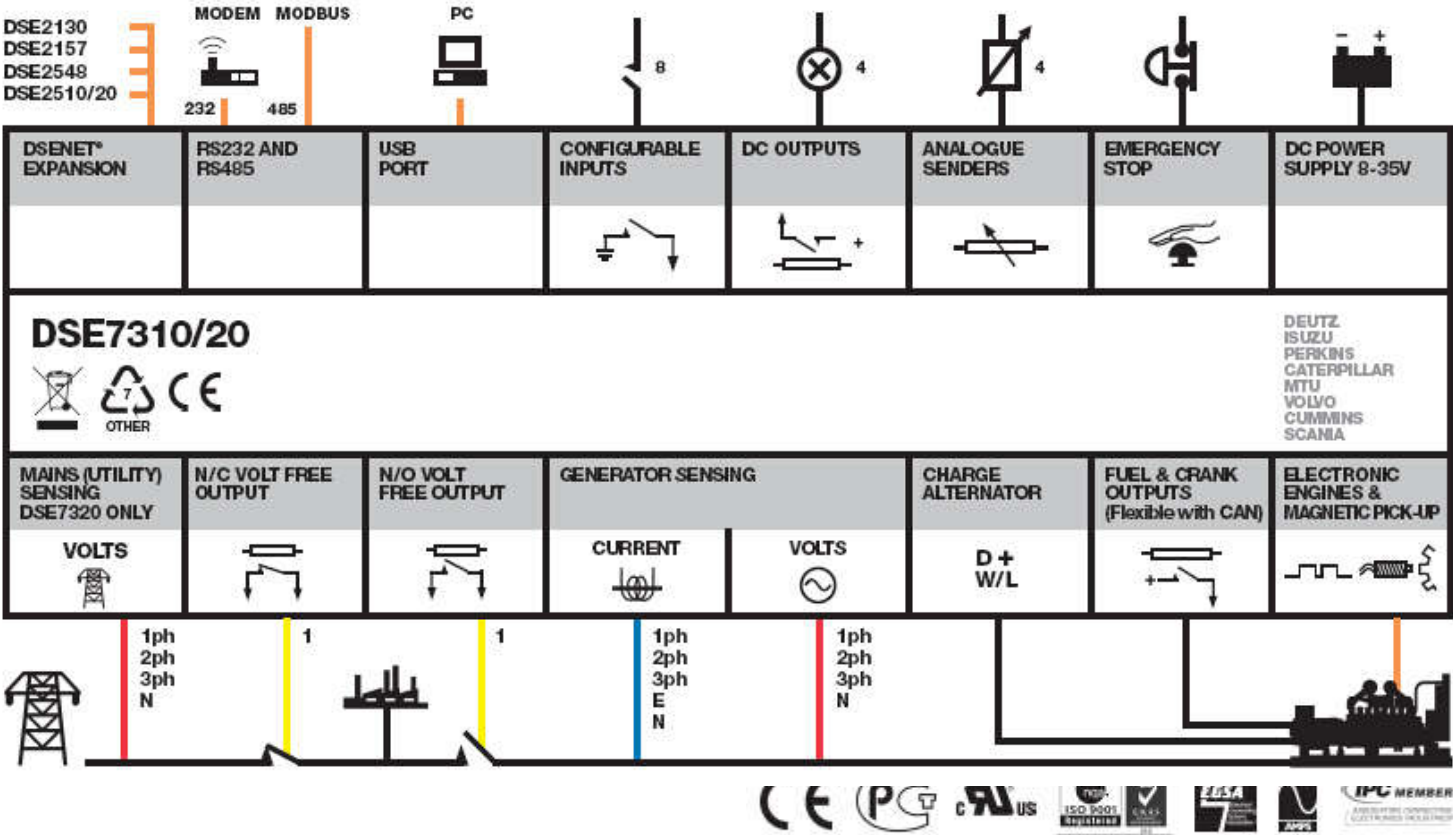 DSE2130
DSE2157
DSE2548
DSE2510/20
MODEM MODBUS
232 485
PC
8
4
4
- +
DSENET®
EXPANSION
RS232 AND
RS485
USB
PORT
CONFIGURABLE
INPUTS
DC OUTPUTS
ANALOGUE
SENDERS
EMERGENCY
STOP
DC POWER
SUPPLY 8-35V
+
DSE7310/20
7
OTHER
CE
DEUTZ
ISUZU
PERKINS
CATERPILLAR
MTU
VOLVO
CUMMINS
SCANIA
MAINS (UTILITY)
SENSING
DSE7320 ONLY
VOLTS
N/C VOLT FREE
OUTPUT
N/O VOLT
FREE OUTPUT
GENERATOR SENSING
CURRENT
VOLTS
CHARGE
ALTERNATOR
D+
W/L
FUEL & CRANK
OUTPUTS
(Flexible with CAN)
+
ELECTRONIC
ENGINES &
MAGNETIC PICK-UP
1ph
2ph
3ph
N
1
1
1ph
2ph
3ph
E
N
1ph
2ph
3ph
N
CE
c US
ISO 9001
Registered
EGSA
AMPS
IPC MEMBER